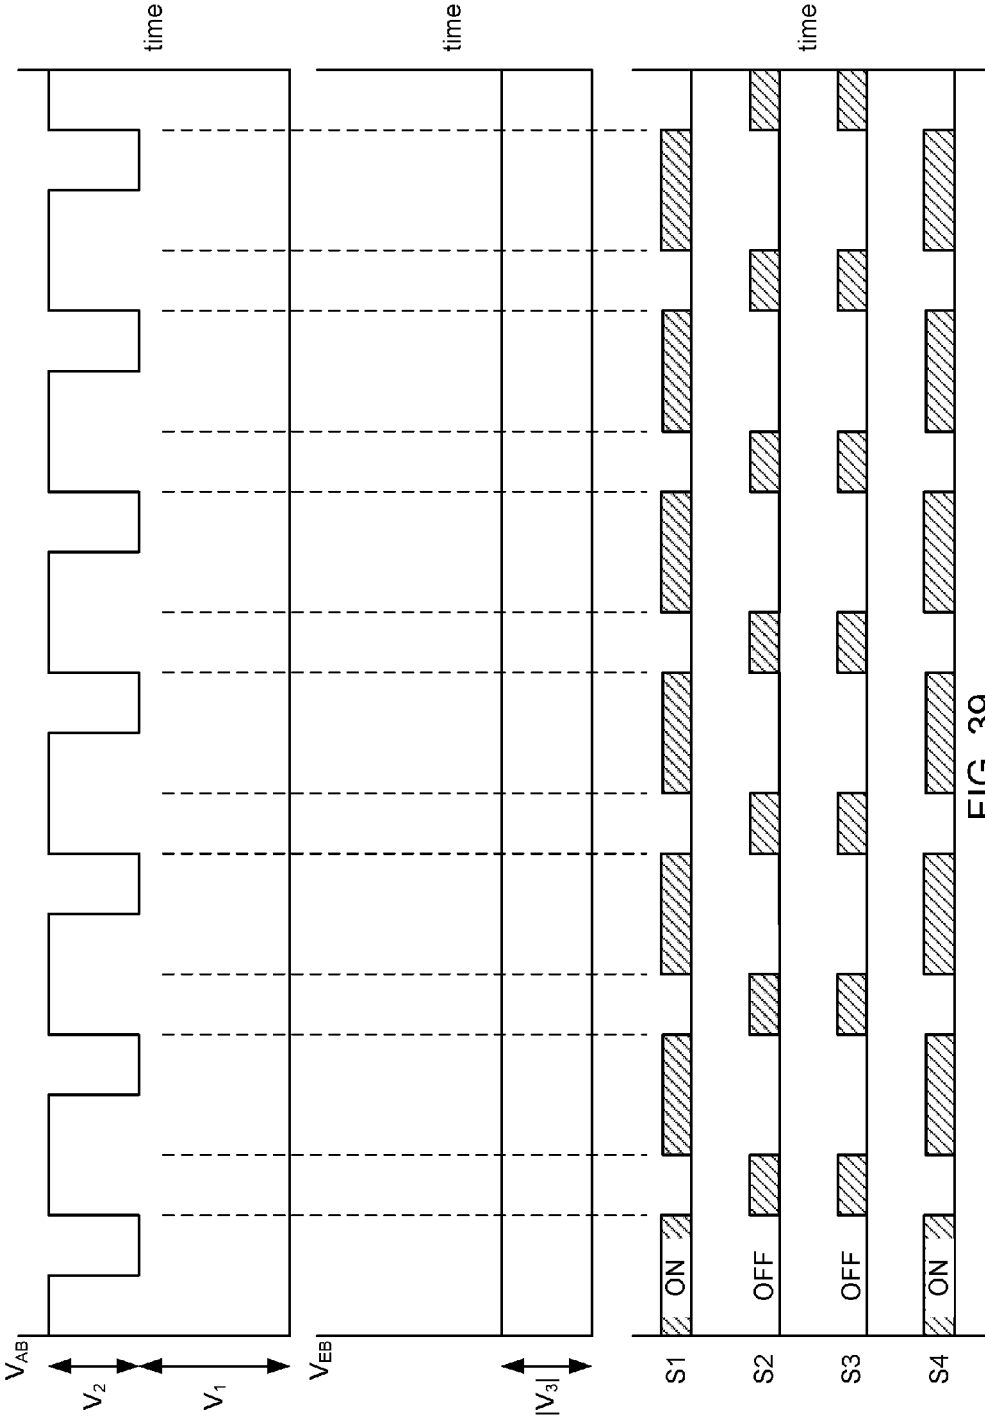 V_AB
V_2
V_1
time
V_EB
|V_3|
time
S1
ON
S2
OFF
S3
OFF
S4
ON
time
FIG. 39